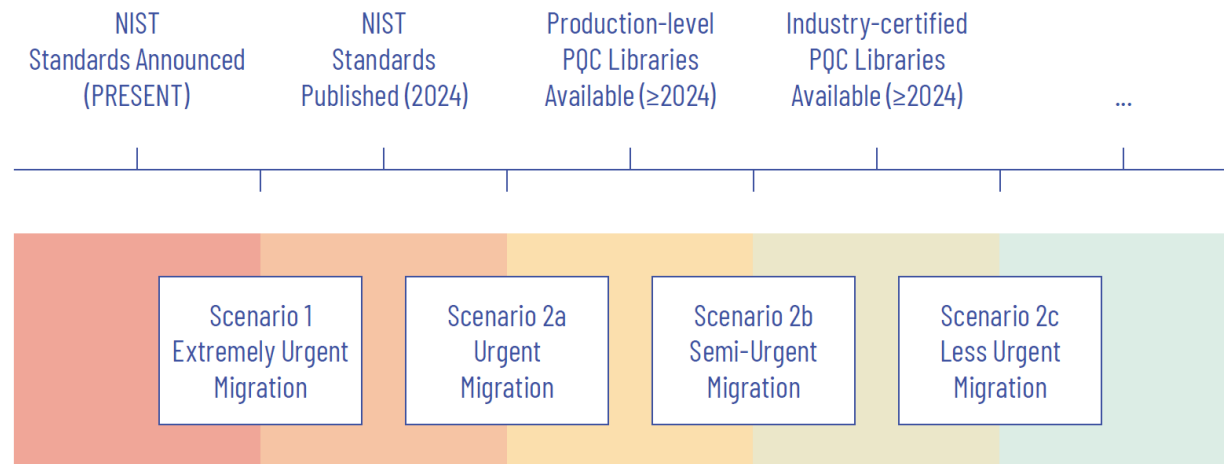 NIST
Standards Announced
(PRESENT)
NIST
Standards
Published (2024)
Production-level
PQC Libraries
Available (≥2024)
Industry-certified
PQC Libraries
Available (≥2024)
...
Scenario 1
Extremely Urgent
Migration
Scenario 2a
Urgent
Migration
Scenario 2b
Semi-Urgent
Migration
Scenario 2c
Less Urgent
Migration